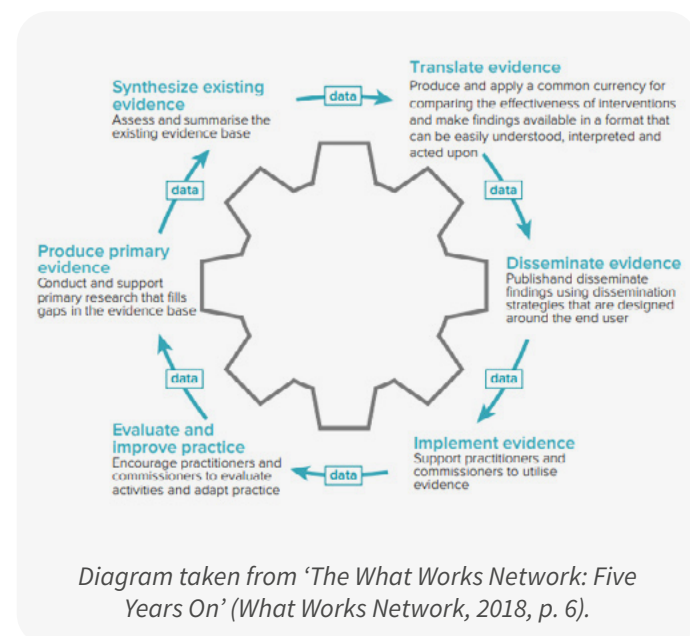 Synthesize existing
evidence
Assess and summarise the
existing evidence base
data
Translate evidence
Produce and apply a common currency for
comparing the effectiveness of interventions
and make findings available in a format that
can be easily understood, interpreted and
acted upon
data
Disseminate evidence
Publishand disseminate
findings using dissemination
strategies that are designed
around the end user
data
Implement evidence
Support practitioners and
commissioners to utilise
evidence
data
Evaluate and
improve practice
Encourage practitioners and
commissioners to evaluate
activities and adapt practice
data
Produce primary
evidence
Conduct and support
primary research that fills
gaps in the evidence base
data
Diagram taken from ‘The What Works Network: Five
Years On’ (What Works Network, 2018, p. 6).